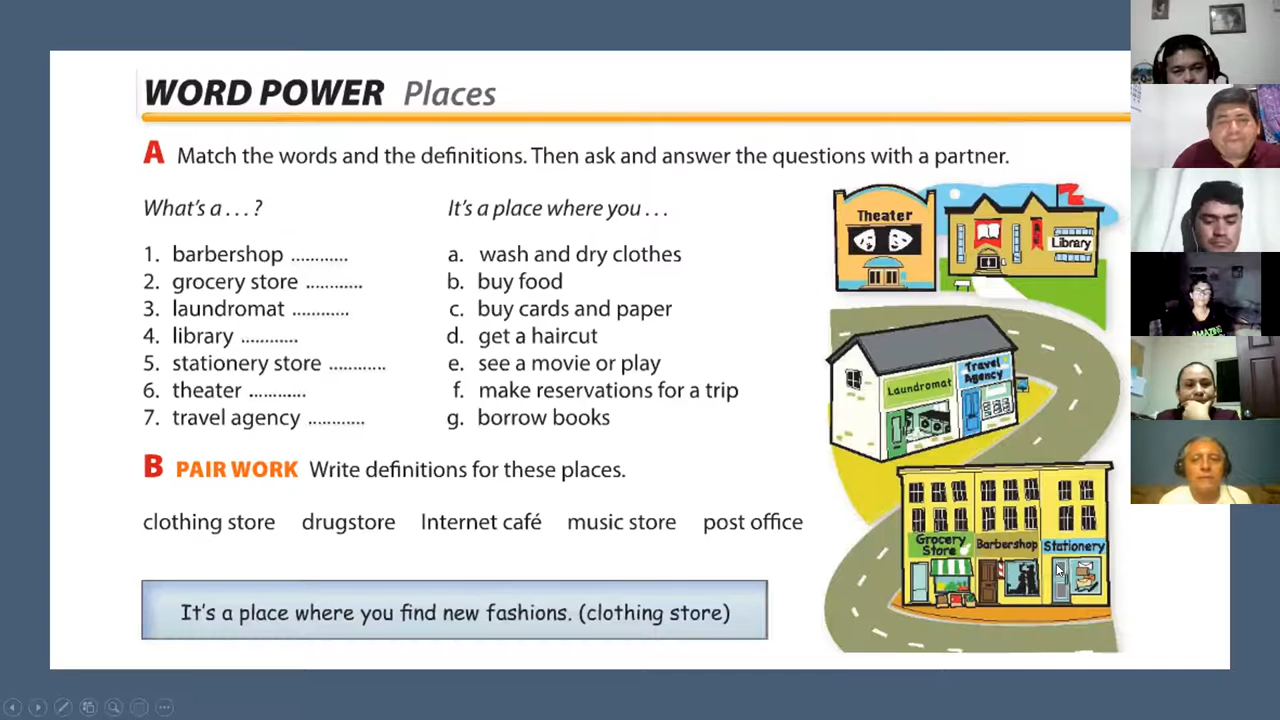 WORD POWER Places
A Match the words and the definitions. Then ask and answer the questions with a partner.
What's a . . . ?
It's a place where you . . .
1. barbershop ............
2. grocery store ............
3. laundromat ............
4. library ............
5. stationery store ............
6. theater ............
7. travel agency ............
a. wash and dry clothes
b. buy food
c. buy cards and paper
d. get a haircut
e. see a movie or play
f. make reservations for a trip
g. borrow books
B PAIR WORK Write definitions for these places.
clothing store drugstore Internet café music store post office
It's a place where you find new fashions. (clothing store)
Theater
Library
Laundromat
Travel
Agency
Grocery
Store
Barbershop
Stationery
AMAZING